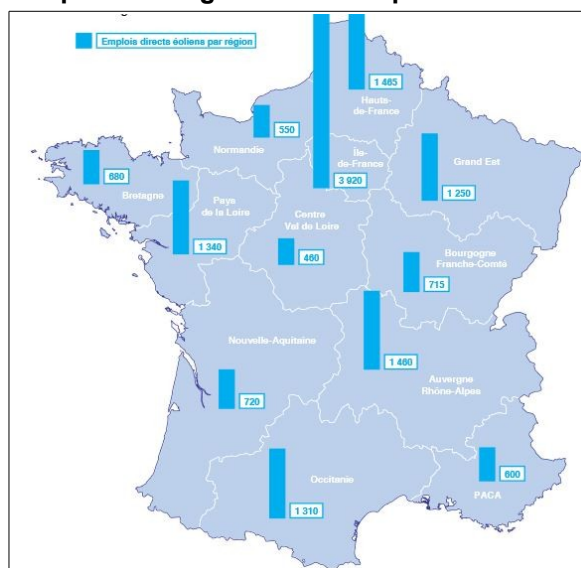 Emplois directs éoliens par région
1 465
Hauts-
de-France
550
Normandie
Île-
de-France
3 920
Grand Est
1 250
680
Bretagne
Pays
de la Loire
1 340
Centre
Val de Loire
460
Bourgogne
Franche-Comté
715
Nouvelle-Aquitaine
720
1 460
Auvergne
Rhône-Alpes
Occitanie
1 310
600
PACA